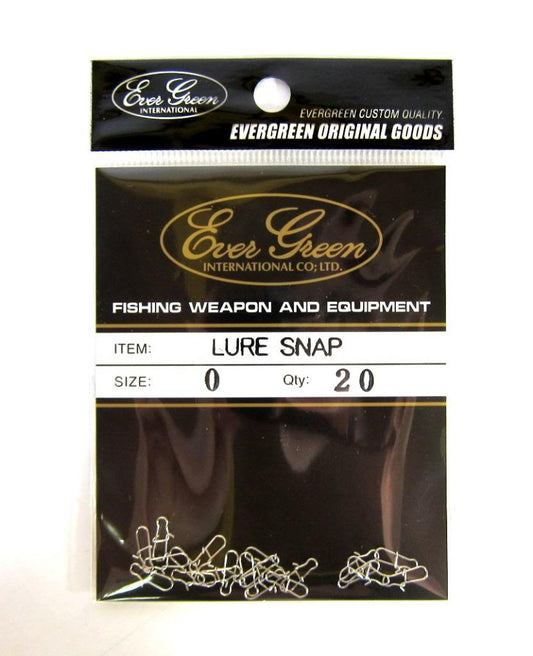 Ever Green
INTERNATIONAL
EVERGREEN CUSTOM QUALITY.
EVERGREEN ORIGINAL GOODS
Ever Green
INTERNATIONAL CO; LTD.
FISHING WEAPON AND EQUIPMENT
ITEM: LURE SNAP
SIZE: 0 Qty: 20